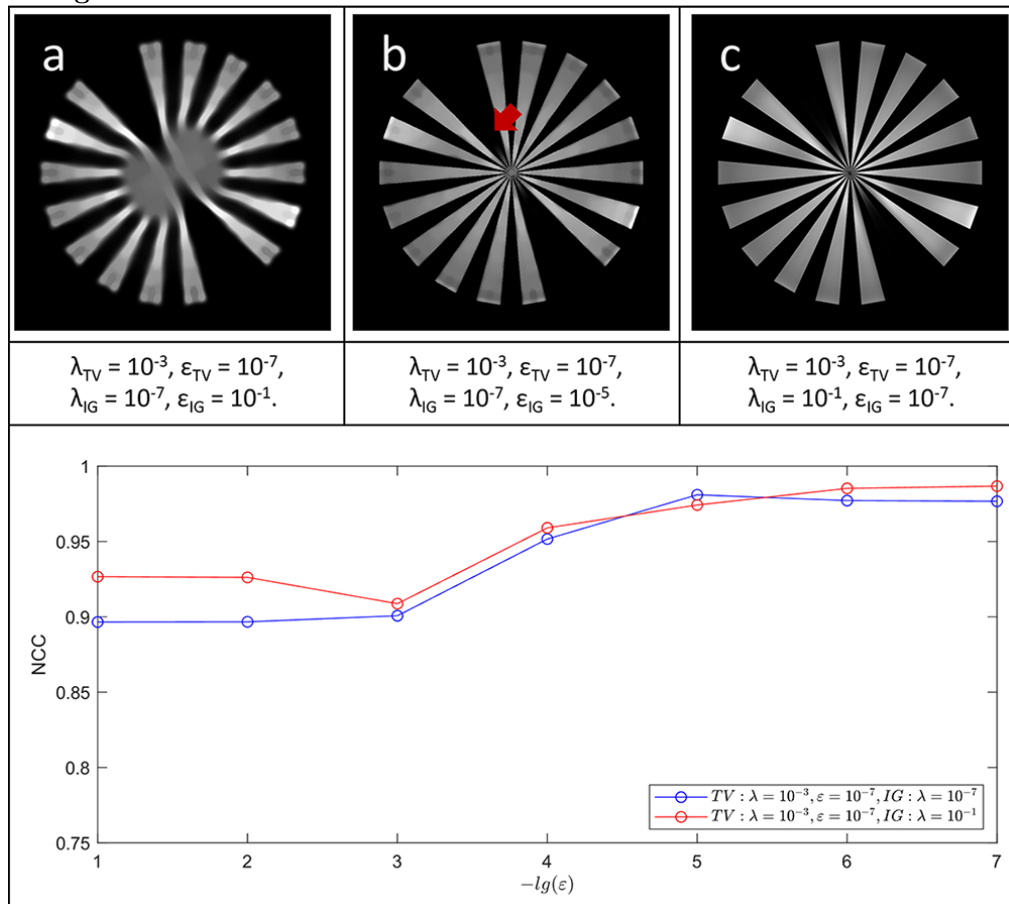 a
b
c
λTV = 10-3, εTV = 10-7,
λIG = 10-7, εIG = 10-1.
λTV = 10-3, εTV = 10-7,
λIG = 10-7, εIG = 10-5.
λTV = 10-3, εTV = 10-7,
λIG = 10-1, εIG = 10-7.
1
0.95
0.9
0.85
0.8
0.75
NCC
TV : λ = 10−3, ε = 10−7, IG : λ = 10−7
TV : λ = 10−3, ε = 10−7, IG : λ = 10−1
1 2 3 4 5 6 7
−lg(ε)